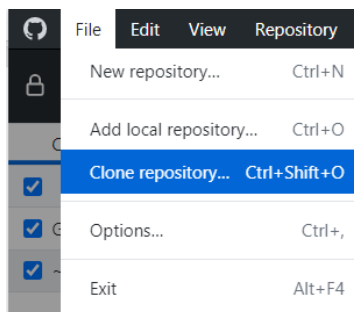 File Edit View Repository
New repository... Ctrl+N
Add local repository... Ctrl+O
Clone repository... Ctrl+Shift+O
Options... Ctrl+,
Exit Alt+F4